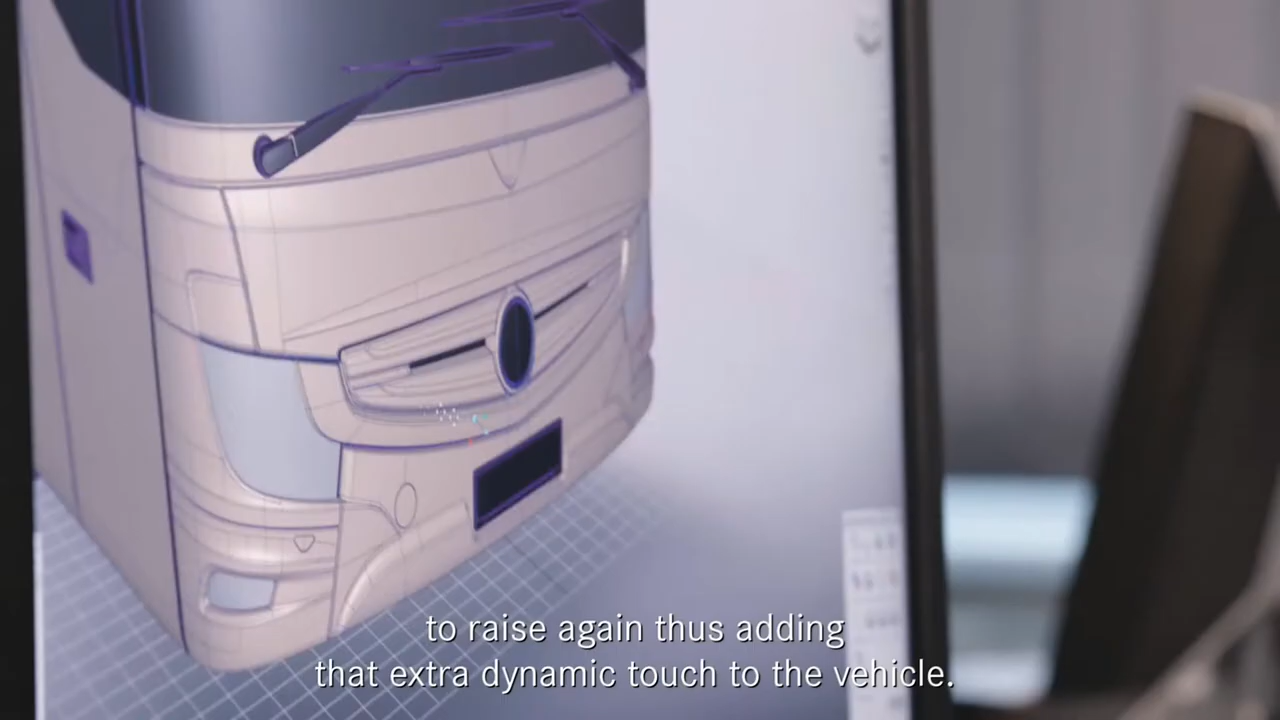 to raise again thus adding
that extra dynamic touch to the vehicle.